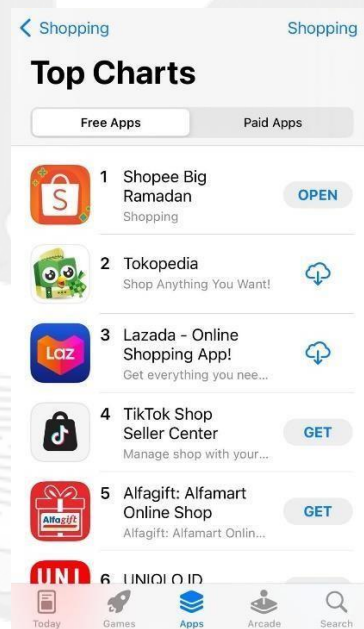 Shopping
Shopping
Top Charts
Free Apps
Paid Apps
1 Shopee Big
Ramadan
Shopping
OPEN
2 Tokopedia
Shop Anything You Want!
3 Lazada - Online
Shopping App!
Get everything you nee...
Laz
4 TikTok Shop
Seller Center
Manage shop with your...
GET
5 Alfagift: Alfamart
Online Shop
Alfagift: Alfamart Onlin...
Alfagift
GET
UNI
6 UNIQLO ID
Today
Games
Apps
Arcade
Search